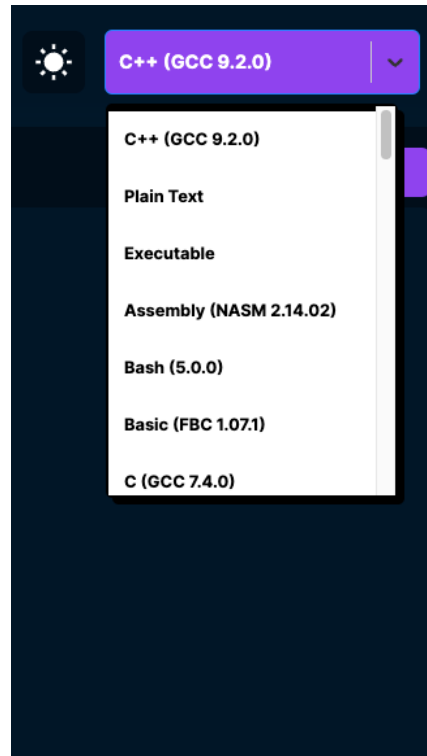 C++ (GCC 9.2.0)
C++ (GCC 9.2.0)
Plain Text
Executable
Assembly (NASM 2.14.02)
Bash (5.0.0)
Basic (FBC 1.07.1)
C (GCC 7.4.0)